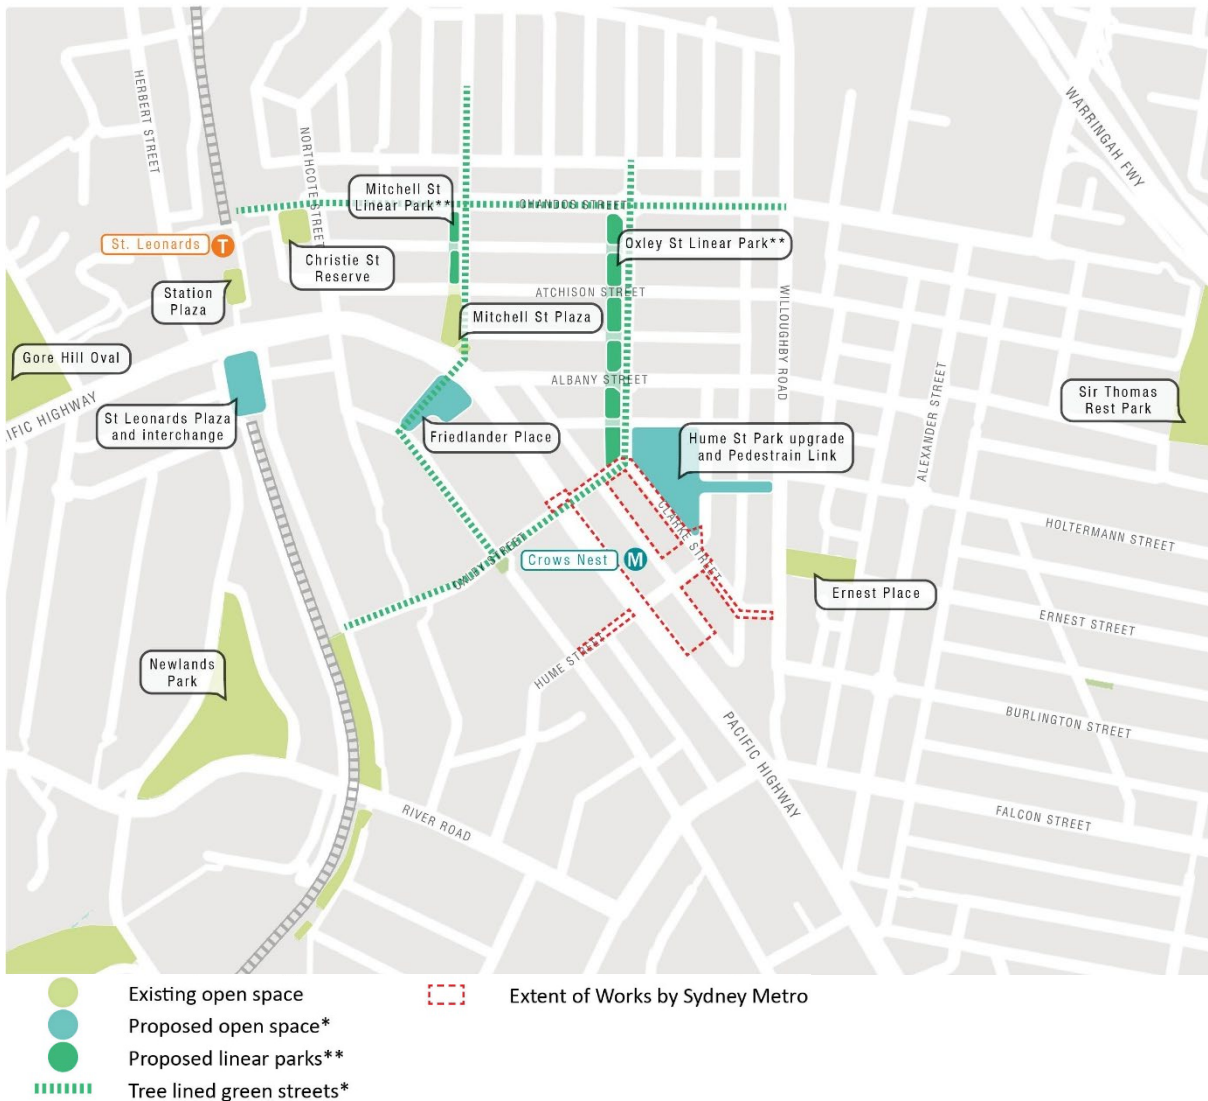 HERBERT STREET
NORTHCOTE STREET
WARRINGAH FWY
Mitchell St
Linear Park**
CHANDOS STREET
St. Leonards
T
Christie St
Reserve
Oxley St Linear Park**
Station
Plaza
ATCHISON STREET
Mitchell St Plaza
WILLOUGHBY ROAD
Gore Hill Oval
ALBANY STREET
IFIC HIGHWAY
St Leonards Plaza
and interchange
Friedlander Place
Hume St Park upgrade
and Pedestrain Link
ALEXANDER STREET
Sir Thomas
Rest Park
CLARKE STREET
HOLTERMANN STREET
OXLEY STREET
Crows Nest
M
Ernest Place
ERNEST STREET
HUME STREET
Newlands
Park
BURLINGTON STREET
PACIFIC HIGHWAY
RIVER ROAD
FALCON STREET
Existing open space
Extent of Works by Sydney Metro
Proposed open space*
Proposed linear parks**
Tree lined green streets*